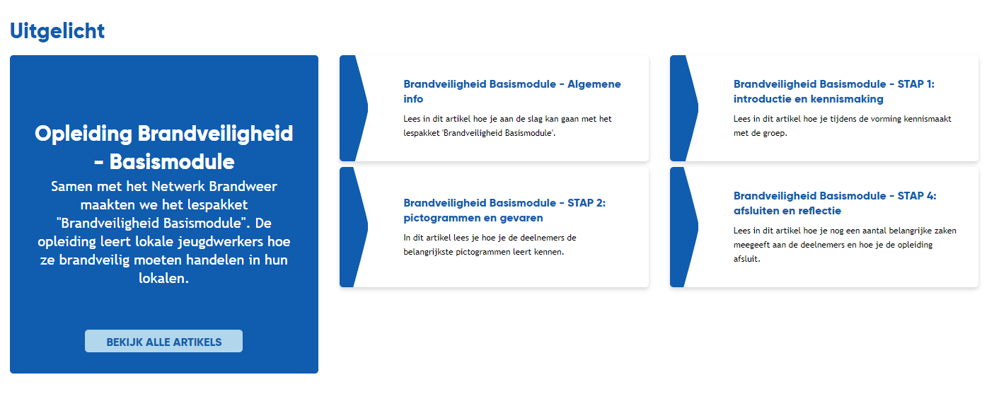 Uitgelicht
Opleiding Brandveiligheid
- Basismodule
Samen met het Netwerk Brandweer
maakten we het lespakket
"Brandveiligheid Basismodule". De
opleiding leert lokale jeugdwerkers hoe
ze brandveilig moeten handelen in hun
lokalen.
BEKIJK ALLE ARTIKELS
Brandveiligheid Basismodule - Algemene
info
Lees in dit artikel hoe je aan de slag kan gaan met het
lespakket 'Brandveiligheid Basismodule'.
Brandveiligheid Basismodule - STAP 1:
introductie en kennismaking
Lees in dit artikel hoe je tijdens de vorming kennismaakt
met de groep.
Brandveiligheid Basismodule - STAP 2:
pictogrammen en gevaren
In dit artikel lees je hoe je de deelnemers de
belangrijkste pictogrammen leert kennen.
Brandveiligheid Basismodule - STAP 4:
afsluiten en reflectie
Lees in dit artikel hoe je nog een aantal belangrijke zaken
meegeeft aan de deelnemers en hoe je de opleiding
afsluit.